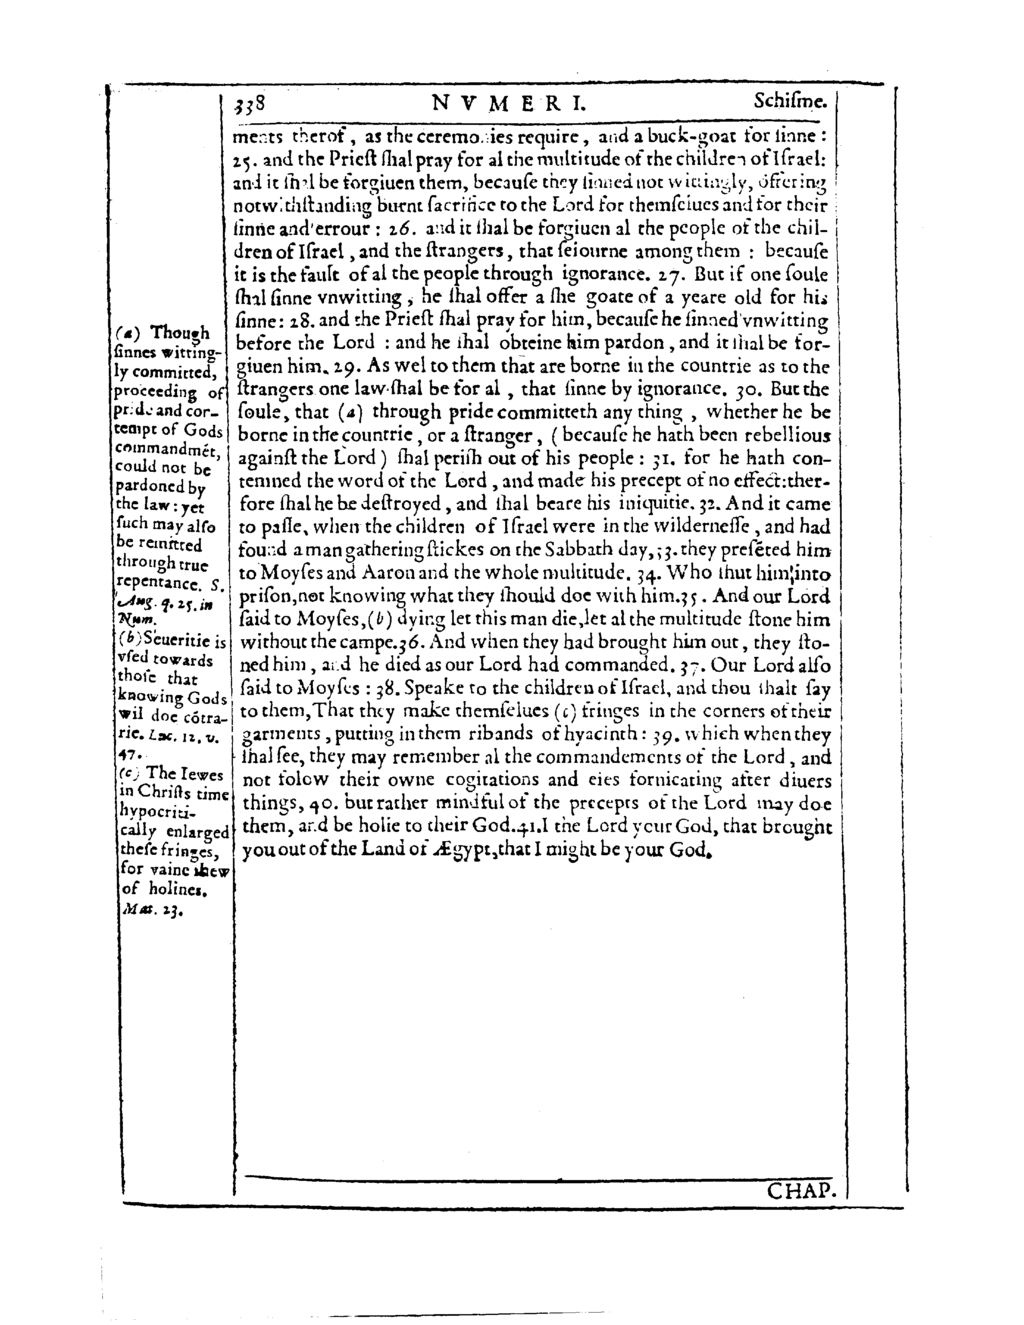 338 NVMERI. Schiſme.
ments therof, as the ceremonies require, and a buck-goat for ſinne:
25. and the Prieſt ſhal pray for al the multitude of the children of Iſrael:
and it ſhal be forgiuen them, becauſe they ſinned not wittingly, offering
notwithſtanding burnt ſacrifice to the Lord for themſelues and for their
ſinne and errour: 26. and it ſhal be forgiuen al the people of the chil-
dren of Iſrael, and the ſtrangers, that ſeiourne among them: becauſe
it is the fault of al the people through ignorance. 27. But if one ſoule
ſhal ſinne vnwitting, he ſhal offer a ſhe goate of a yeare old for his
ſinne: 28. and the Prieſt ſhal pray for him, becauſe he ſinned vnwitting
before the Lord: and he ſhal obteine him pardon, and it ſhal be for-
giuen him. 29. As wel to them that are borne in the countrie as to the
ſtrangers one law ſhal be for al, that ſinne by ignorance. 30. But the
ſoule, that (a) through pride committeth any thing, whether he be
borne in the countrie, or a ſtranger, (becauſe he hath been rebellious
againſt the Lord) ſhal periſh out of his people: 31. for he hath con-
temned the word of the Lord, and made his precept of no effect: ther-
fore ſhal he be deſtroyed, and ſhal beare his iniquitie. 32. And it came
to paſſe, when the children of Iſrael were in the wilderneſſe, and had
found a man gathering ſtickes on the Sabbath day, 33. they preſēted him
to Moyſes and Aaron and the whole multitude. 34. Who ſhut him into
priſon, not knowing what they ſhould doe with him. 35. And our Lord
ſaid to Moyſes, (b) dying let this man die, let al the multitude ſtone him
without the campe. 36. And when they had brought him out, they ſto-
ned him, and he died as our Lord had commanded. 37. Our Lord alſo
ſaid to Moyſes: 38. Speake to the children of Iſrael, and thou ſhalt ſay
to them, That they make themſelues (c) fringes in the corners of their
garments, putting in them ribands of hyacinth: 39. which when they
ſhal ſee, they may remember al the commandements of the Lord, and
not folow their owne cogitations and eies fornicating after diuers
things, 40. but rather mindful of the precepts of the Lord may doe
them, and be holie to their God. 41. I the Lord your God, that brought
you out of the Land of Ægypt, that I might be your God.
(a) Though
ſinnes witting-
ly committed,
proceeding of
pride and con-
tempt of Gods
commandmēt,
could not be
pardoned by
the law: yet
ſuch may alſo
be remitted
through true
repentance. S.
Aug. q. 25. in
Num.
(b) Seueritie is
vſed towards
thoſe that
knowing Gods
wil doe cōtra-
rie. Luc. 12. v.
47.
(c) The Iewes
in Chriſts time
hypocriti-
cally enlarged
theſe fringes,
for vaine shew
of holines.
Mat. 23.
CHAP.